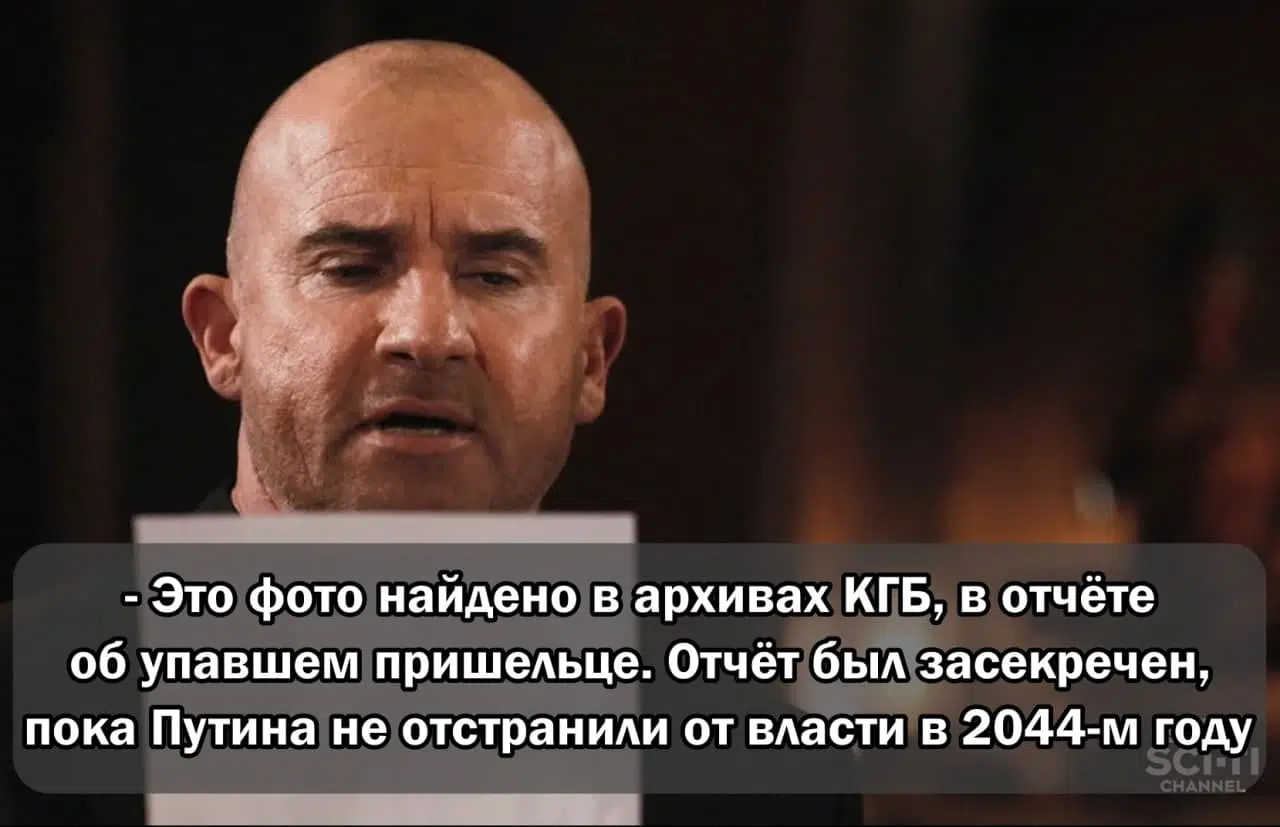 - Это фото найдено в архивах КГБ, в отчёте
об упавшем пришельце. Отчёт был засекречен,
пока Путина не отстранили от власти в 2044-м году
SCI-TI
CHANNEL